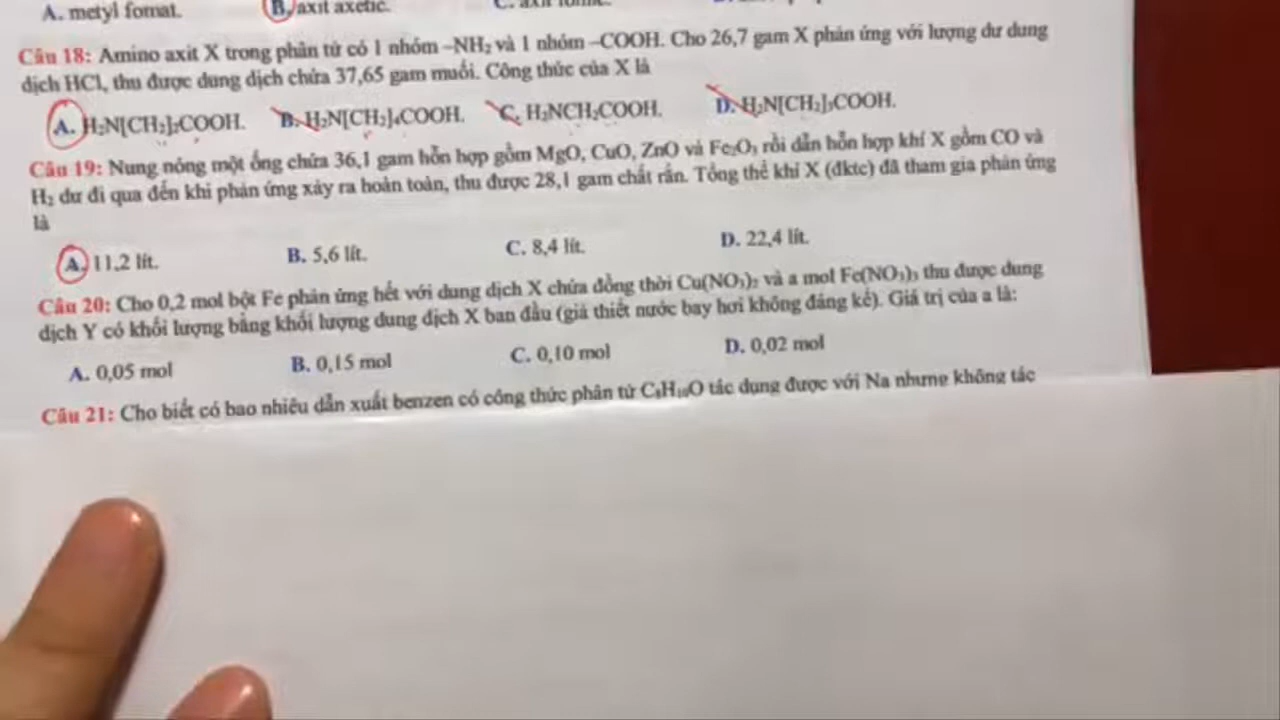 A. metyl fomat. B. axit axetic.
Câu 18: Amino axit X trong phân tử có 1 nhóm –NH₂ và 1 nhóm –COOH. Cho 26,7 gam X phản ứng với lượng dư dung
dịch HCl, thu được dung dịch chứa 37,65 gam muối. Công thức của X là
A. H₂N[CH₂]₂COOH. B. H₂N[CH₂]₄COOH. C. H₂NCH₂COOH. D. H₂N[CH₂]₃COOH.
Câu 19: Nung nóng một ống chứa 36,1 gam hỗn hợp gồm MgO, CuO, ZnO và Fe₂O₃ rồi dẫn hỗn hợp khí X gồm CO và
H₂ dư đi qua đến khi phản ứng xảy ra hoàn toàn, thu được 28,1 gam chất rắn. Tổng thể khí X (đktc) đã tham gia phản ứng
là
A. 11,2 lít. B. 5,6 lít. C. 8,4 lít. D. 22,4 lít.
Câu 20: Cho 0,2 mol bột Fe phản ứng hết với dung dịch X chứa đồng thời Cu(NO₃)₂ và a mol Fe(NO₃)₃ thu được dung
dịch Y có khối lượng bằng khối lượng dung dịch X ban đầu (giả thiết nước bay hơi không đáng kể). Giá trị của a là:
A. 0,05 mol B. 0,15 mol C. 0,10 mol D. 0,02 mol
Câu 21: Cho biết có bao nhiêu dẫn xuất benzen có công thức phân tử C₈H₁₀O tác dụng được với Na nhưng không tác